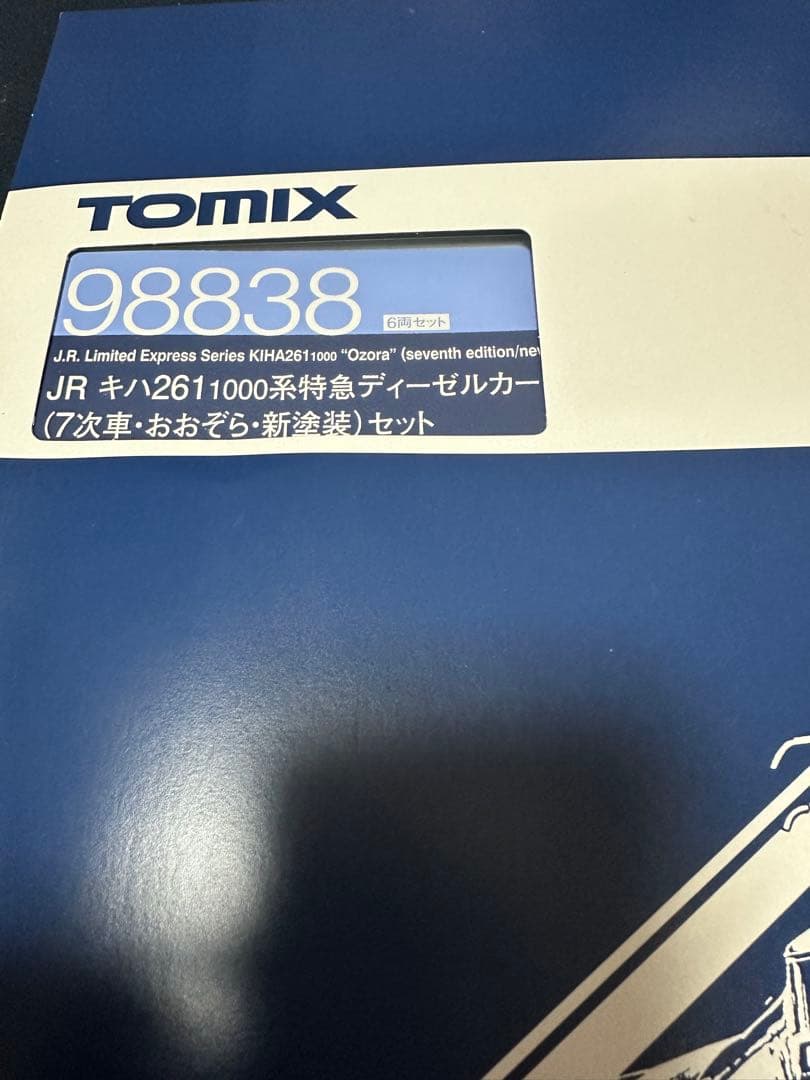 TOMIX
98838 6両セット
J.R. Limited Express Series KIHA261 1000 “Ozora” (seventh edition/ne
JR キハ261 1000系特急ディーゼルカー
(7次車・おおぞら・新塗装)セット